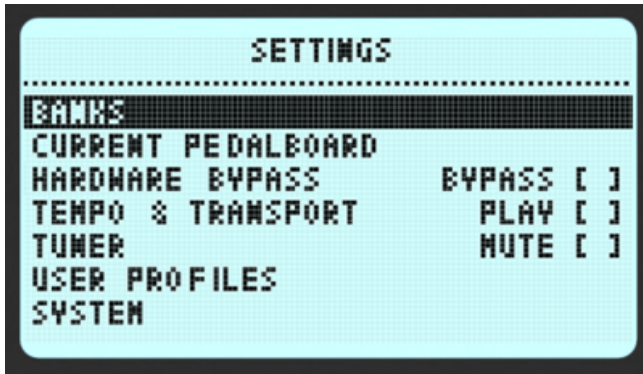 SETTINGS
BANKS
CURRENT PEDALBOARD
HARDWARE BYPASS BYPASS [ ]
TEMPO & TRANSPORT PLAY [ ]
TUNER MUTE [ ]
USER PROFILES
SYSTEM